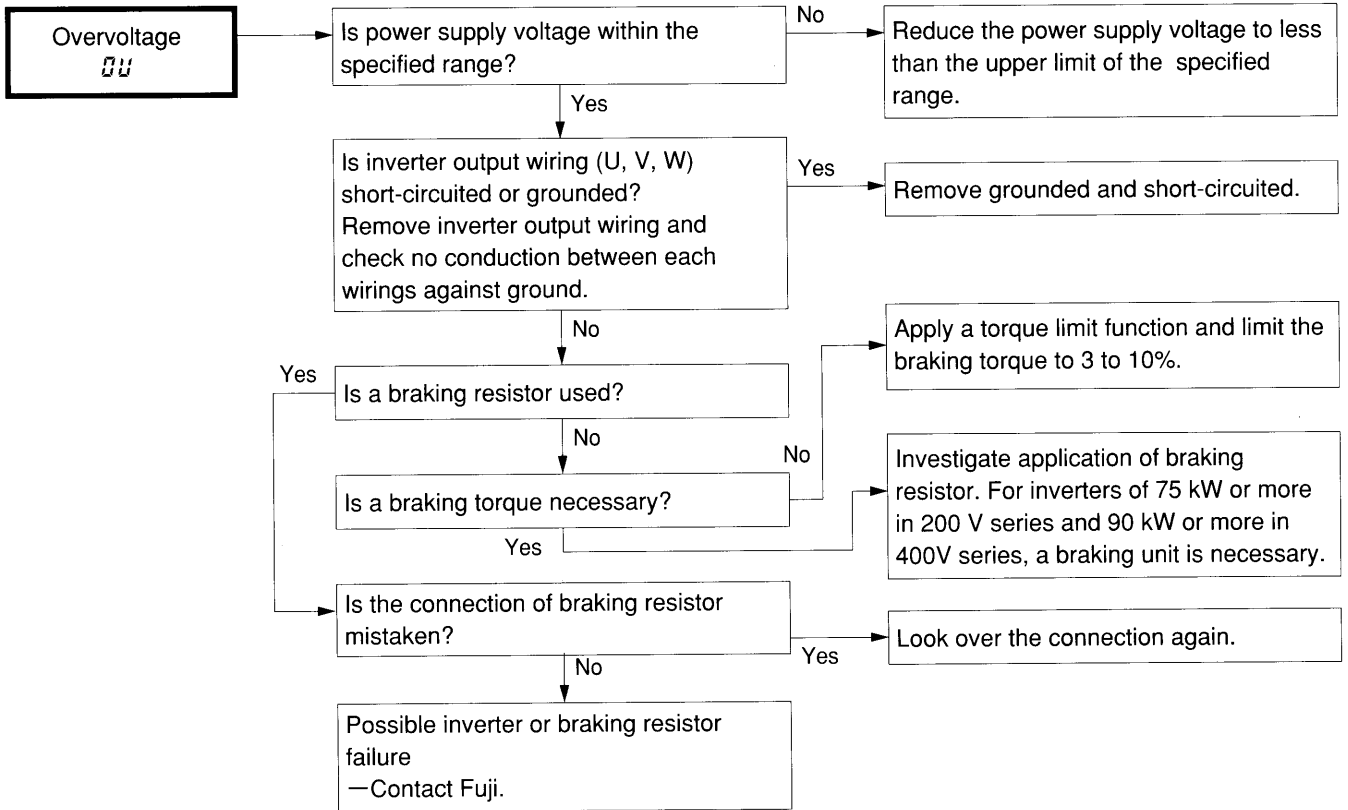 Overvoltage
OU
Is power supply voltage within the
specified range?
No
Reduce the power supply voltage to less
than the upper limit of the specified
range.
Yes
Is inverter output wiring (U, V, W)
short-circuited or grounded?
Remove inverter output wiring and
check no conduction between each
wirings against ground.
Yes
Remove grounded and short-circuited.
No
Apply a torque limit function and limit the
braking torque to 3 to 10%.
Yes
Is a braking resistor used?
No
No
Investigate application of braking
resistor. For inverters of 75 kW or more
in 200 V series and 90 kW or more in
400V series, a braking unit is necessary.
Is a braking torque necessary?
Yes
Is the connection of braking resistor
mistaken?
Yes
Look over the connection again.
No
Possible inverter or braking resistor
failure
—Contact Fuji.